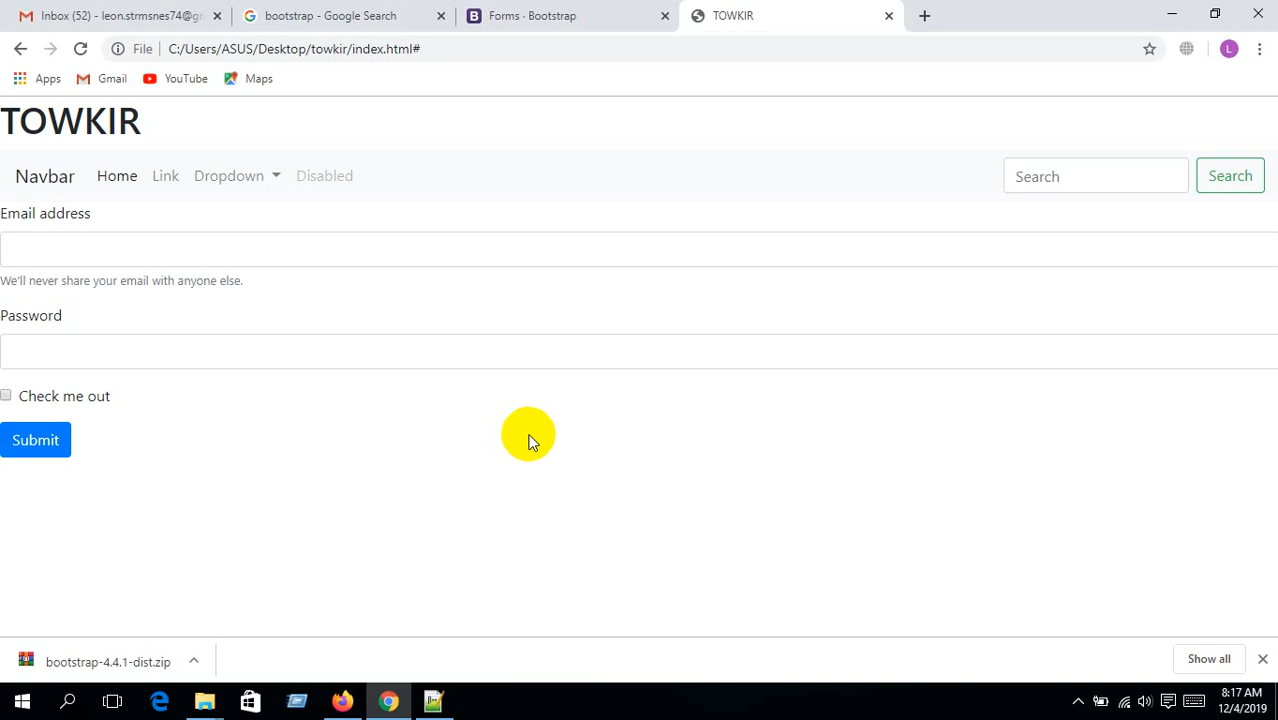 Inbox (52) - leon.strmsnes74@g
bootstrap - Google Search
Forms · Bootstrap
TOWKIR
File
C:/Users/ASUS/Desktop/towkir/index.html#
L
Apps
Gmail
YouTube
Maps
TOWKIR
Navbar Home Link Dropdown Disabled Search Search
Email address
We'll never share your email with anyone else.
Password
Check me out
Submit
bootstrap-4.4.1-dist.zip
Show all
8:17 AM
12/4/2019